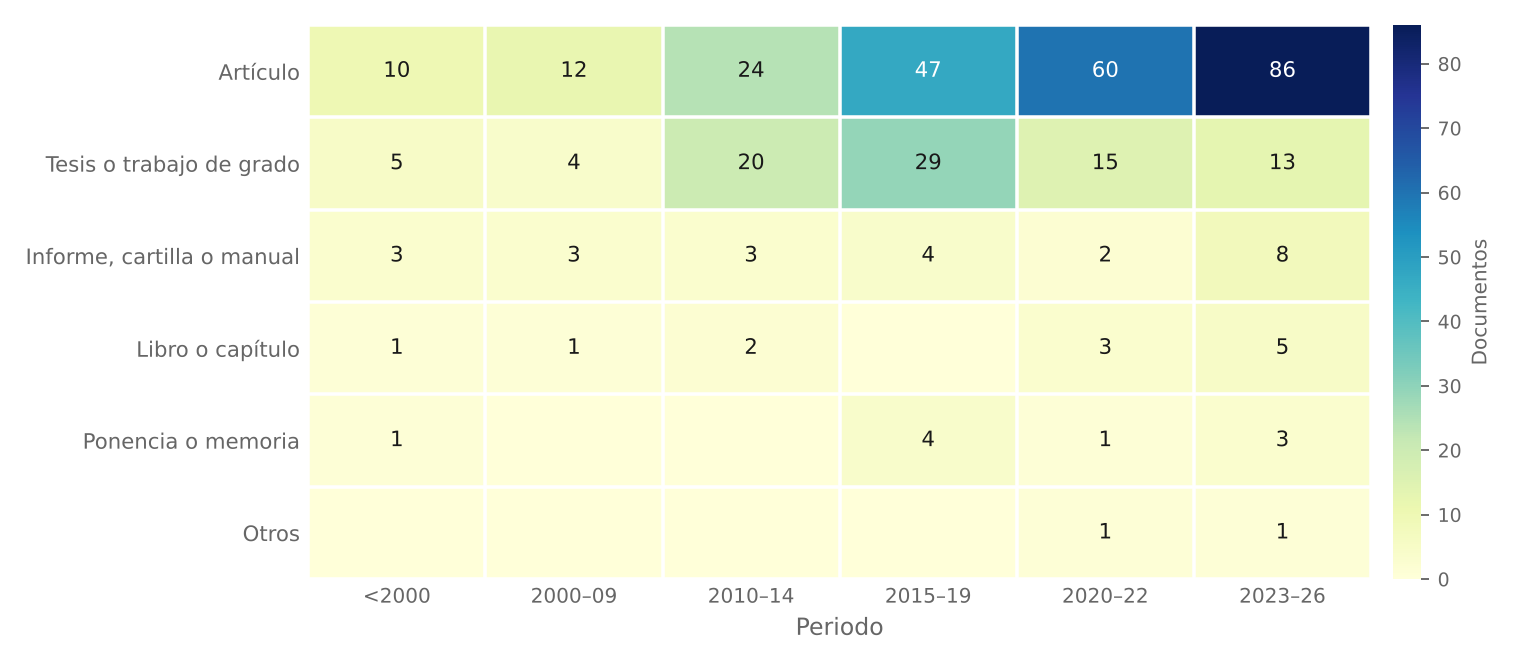 Artículo 10 12 24 47 60 86
Tesis o trabajo de grado 5 4 20 29 15 13
Informe, cartilla o manual 3 3 3 4 2 8
Libro o capítulo 1 1 2 3 5
Ponencia o memoria 1 4 1 3
Otros 1 1
<2000 2000–09 2010–14 2015–19 2020–22 2023–26
Periodo
80
70
60
50
40
30
20
10
0
Documentos